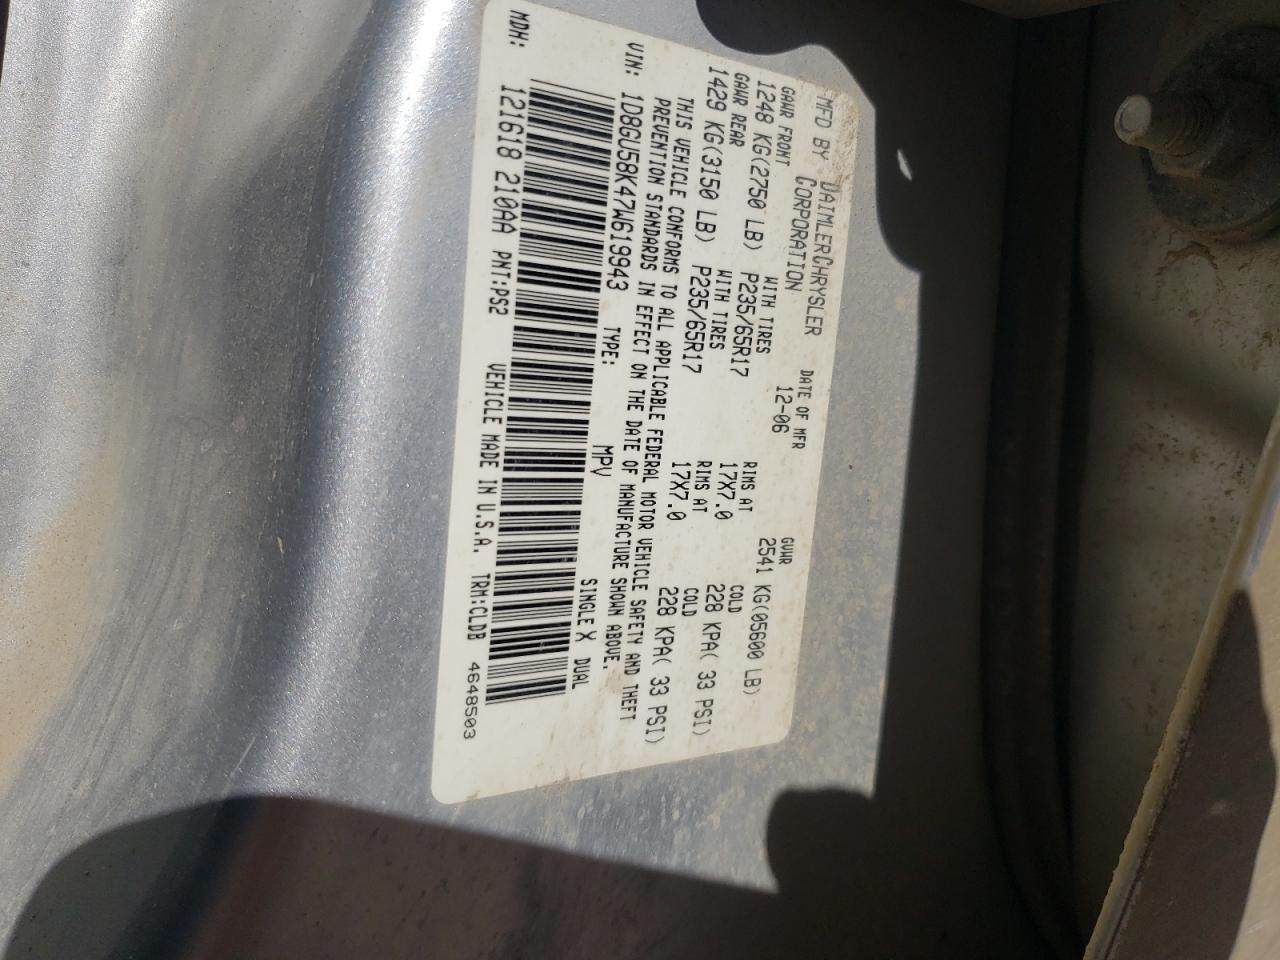 MFD BY DAIMLERCHRYSLER CORPORATION
DATE OF MFR 12-06
GVWR 2541 KG(05600 LB)
GAWR FRONT WITH TIRES RIMS AT COLD
1248 KG(2750 LB) P235/65R17 17X7.0 228 KPA( 33 PSI)
GAWR REAR WITH TIRES RIMS AT COLD
1429 KG(3150 LB) P235/65R17 17X7.0 228 KPA( 33 PSI)
THIS VEHICLE CONFORMS TO ALL APPLICABLE FEDERAL MOTOR VEHICLE SAFETY AND THEFT
PREVENTION STANDARDS IN EFFECT ON THE DATE OF MANUFACTURE SHOWN ABOVE.
VIN: 1D8GU58K47W619943 TYPE: MPV SINGLE X DUAL
MDH: 121618 210AA PNT:PS2 VEHICLE MADE IN U.S.A. TRM:CLDB 4648503